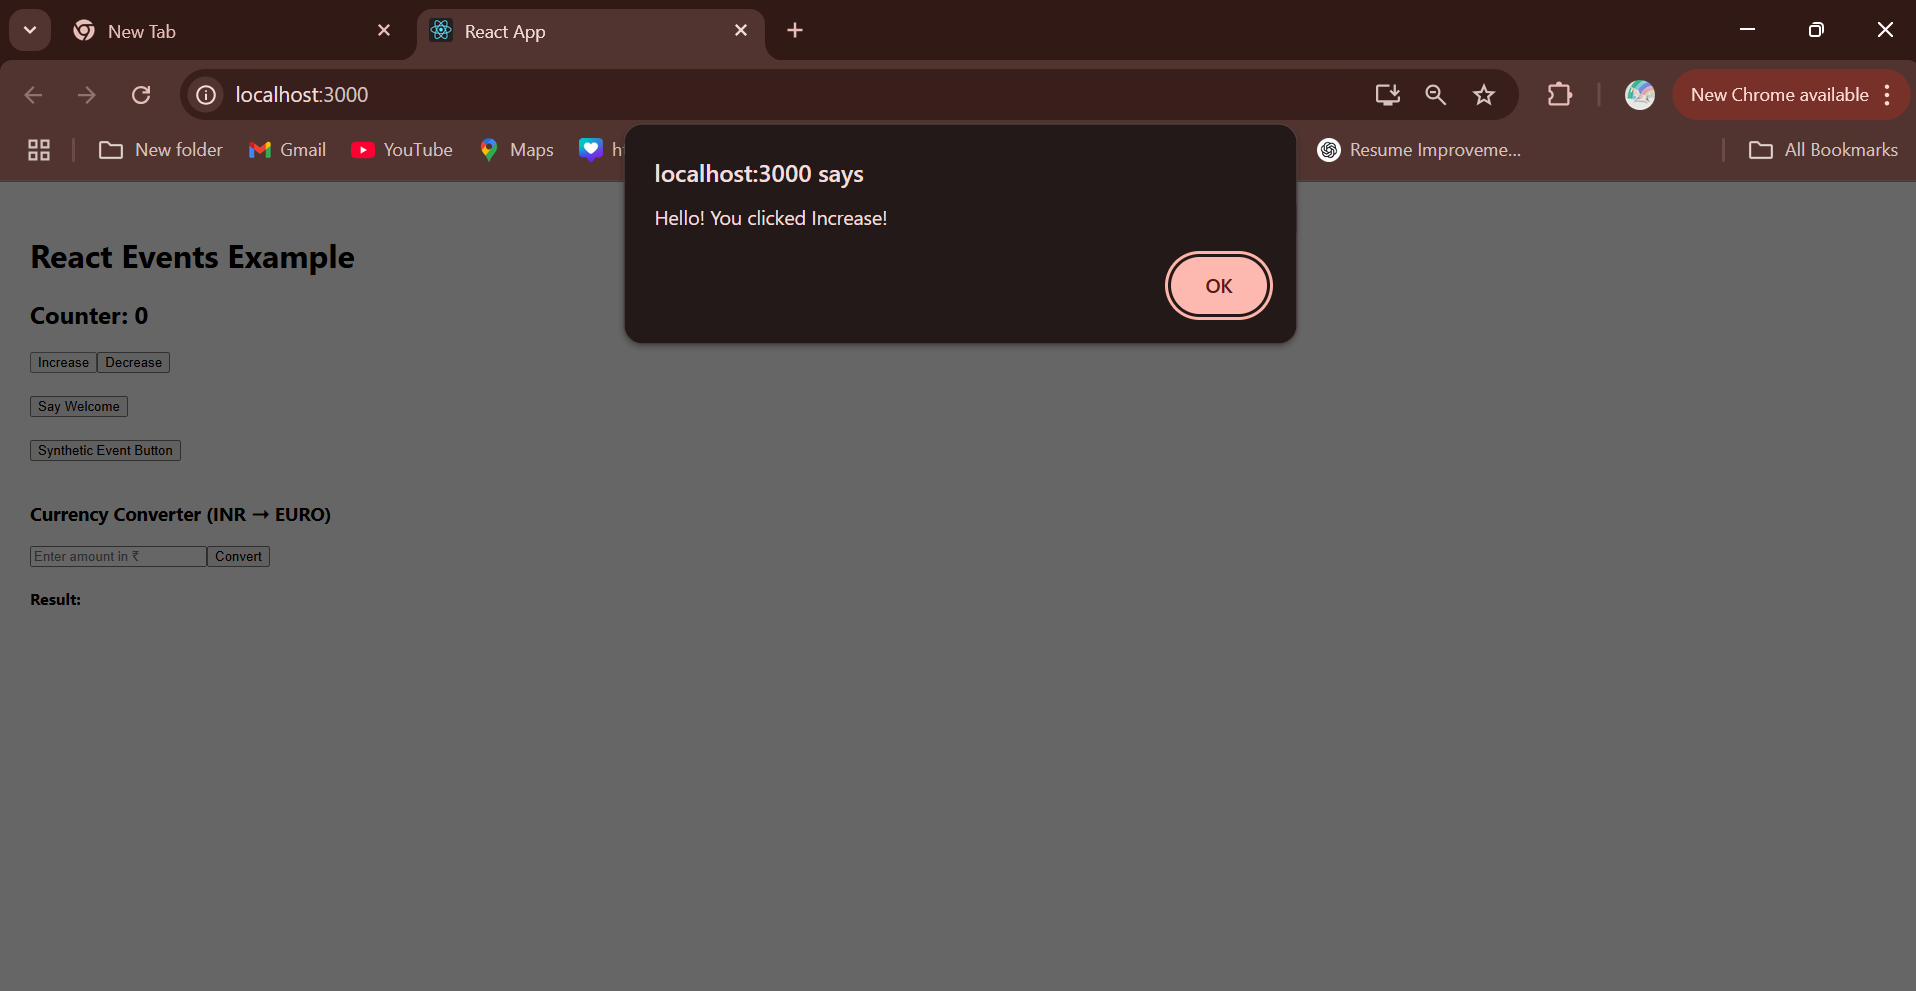 New Tab
React App
localhost:3000
New Chrome available
New folder
Gmail
YouTube
Maps
Resume Improveme...
All Bookmarks
localhost:3000 says
Hello! You clicked Increase!
OK
React Events Example
Counter: 0
Increase Decrease
Say Welcome
Synthetic Event Button
Currency Converter (INR → EURO)
Enter amount in ₹ Convert
Result: